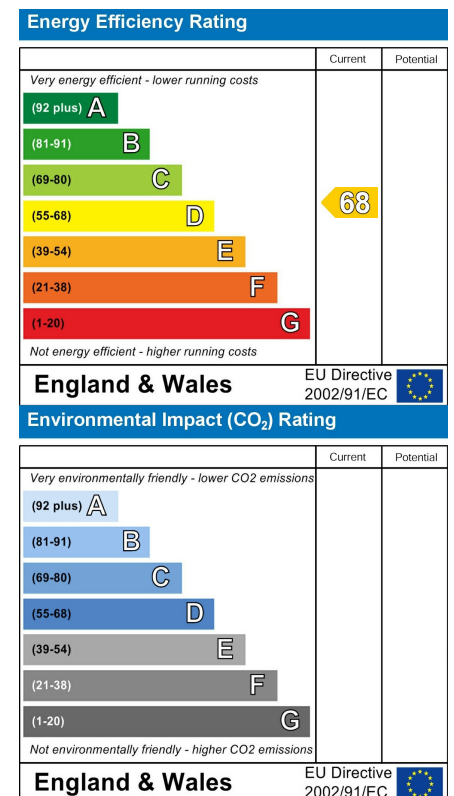 Energy Efficiency Rating
Current Potential
Very energy efficient - lower running costs
(92 plus) A
(81-91) B
(69-80) C
(55-68) D
68
(39-54) E
(21-38) F
(1-20) G
Not energy efficient - higher running costs
England & Wales
EU Directive
2002/91/EC
Environmental Impact (CO₂) Rating
Current Potential
Very environmentally friendly - lower CO2 emissions
(92 plus) A
(81-91) B
(69-80) C
(55-68) D
(39-54) E
(21-38) F
(1-20) G
Not environmentally friendly - higher CO2 emissions
England & Wales
EU Directive
2002/91/EC